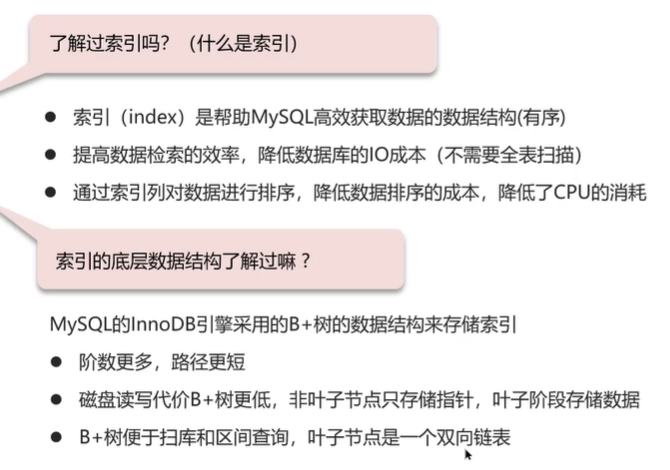 了解过索引吗？（什么是索引）
● 索引（index）是帮助MySQL高效获取数据的数据结构(有序)
● 提高数据检索的效率，降低数据库的IO成本（不需要全表扫描）
● 通过索引列对数据进行排序，降低数据排序的成本，降低了CPU的消耗
索引的底层数据结构了解过嘛 ?
MySQL的InnoDB引擎采用的B+树的数据结构来存储索引
● 阶数更多，路径更短
● 磁盘读写代价B+树更低，非叶子节点只存储指针，叶子阶段存储数据
● B+树便于扫库和区间查询，叶子节点是一个双向链表